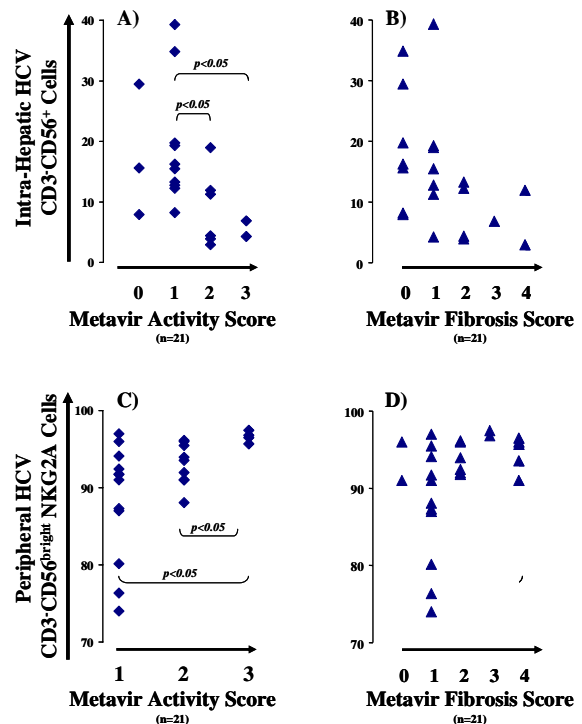 A)
Intra-Hepatic HCV
CD3-CD56+ Cells
40
30
20
10
0
p<0.05
p<0.05
0 1 2 3
Metavir Activity Score
(n=21)
B)
40
30
20
10
0
0 1 2 3 4
Metavir Fibrosis Score
(n=21)
C)
Peripheral HCV
CD3-CD56bright NKG2A Cells
100
90
80
70
p<0.05
p<0.05
1 2 3
Metavir Activity Score
(n=21)
D)
100
90
80
70
0 1 2 3 4
Metavir Fibrosis Score
(n=21)